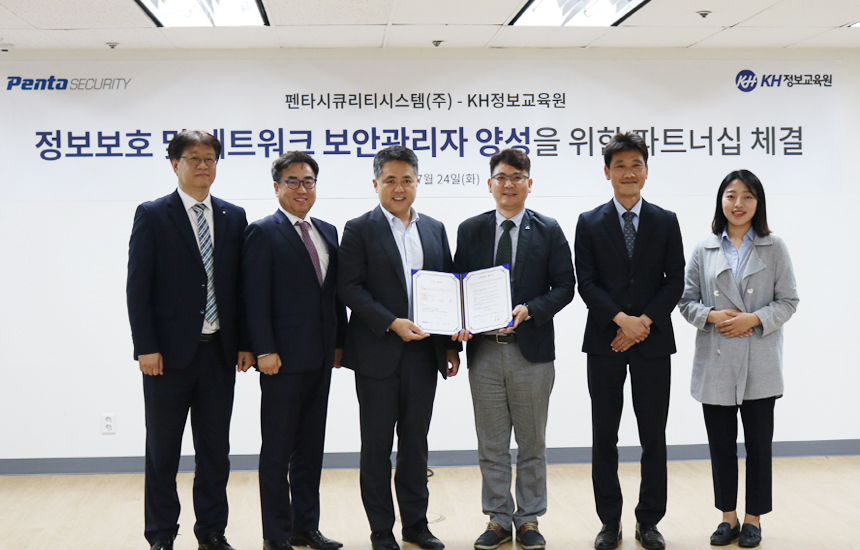 Penta SECURITY
KH KH정보교육원
펜타시큐리티시스템(주) - KH정보교육원
정보보호 및 네트워크 보안관리자 양성을 위한 파트너십 체결
7월 24일(화)